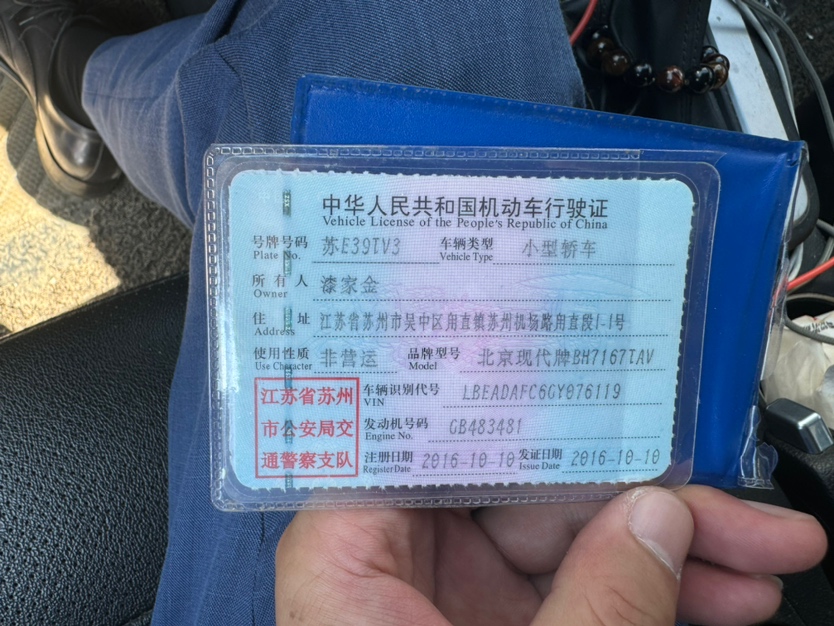 中华人民共和国机动车行驶证
Vehicle License of the People's Republic of China
号牌号码 苏E39TV3 车辆类型 小型轿车
Plate No. Vehicle Type
所有人 漆家金
Owner
住址 江苏省苏州市吴中区甪直镇苏州机场路甪直段1-1号
Address
使用性质 非营运 品牌型号 北京现代牌BH7167TAV
Use Character Model
江苏省苏州
市公安局交
通警察支队
车辆识别代号 LBEADAFC6GY076119
VIN
发动机号码 GB483481
Engine No.
注册日期 2016-10-10 发证日期 2016-10-10
Register Date Issue Date